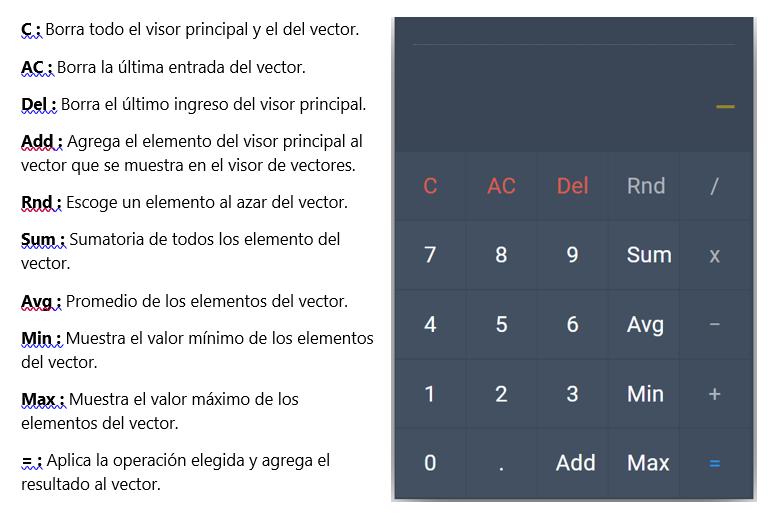 C : Borra todo el visor principal y el del vector.
AC : Borra la última entrada del vector.
Del : Borra el último ingreso del visor principal.
Add : Agrega el elemento del visor principal al
vector que se muestra en el visor de vectores.
Rnd : Escoge un elemento al azar del vector.
Sum : Sumatoria de todos los elemento del
vector.
Avg : Promedio de los elementos del vector.
Min : Muestra el valor mínimo de los elementos
del vector.
Max : Muestra el valor máximo de los
elementos del vector.
= : Aplica la operación elegida y agrega el
resultado al vector.
C AC Del Rnd /
7 8 9 Sum x
4 5 6 Avg −
1 2 3 Min +
0 . Add Max =